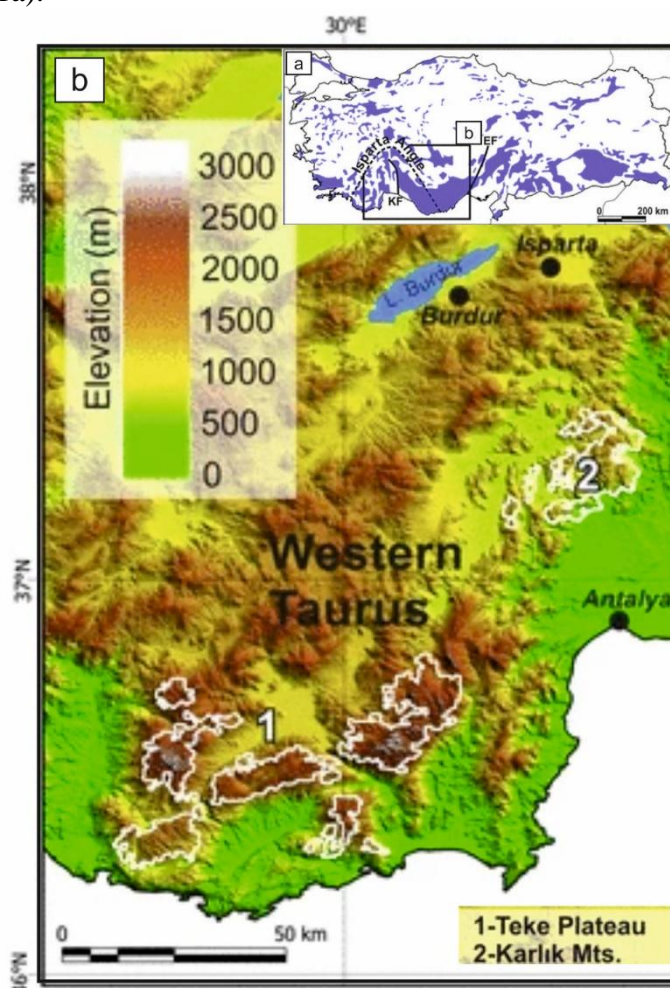 30°E
b
a
Isparta Angle
b
EF
KF
0 200 km
38°N
3000
2500
2000
1500
1000
500
0
Elevation (m)
Isparta
L. Burdur
Burdur
2
Western
Taurus
37°N
Antalya
1
0 50 km
1-Teke Plateau
2-Karlık Mts.